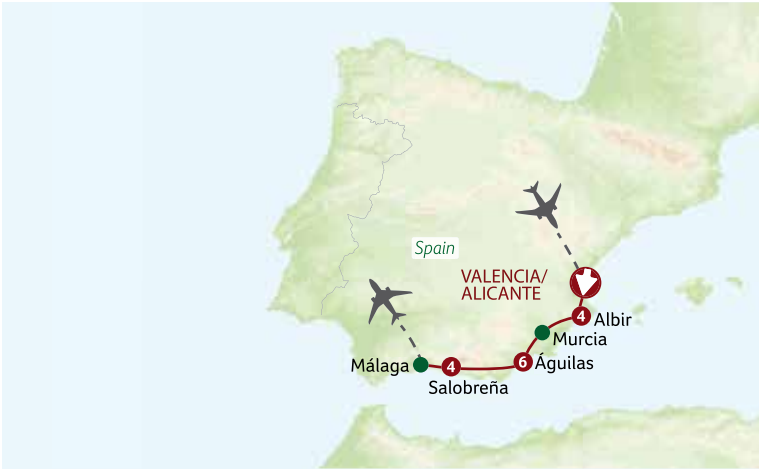 Spain
VALENCIA/
ALICANTE
4 Albir
Murcia
6 Águilas
Málaga
4
Salobreña